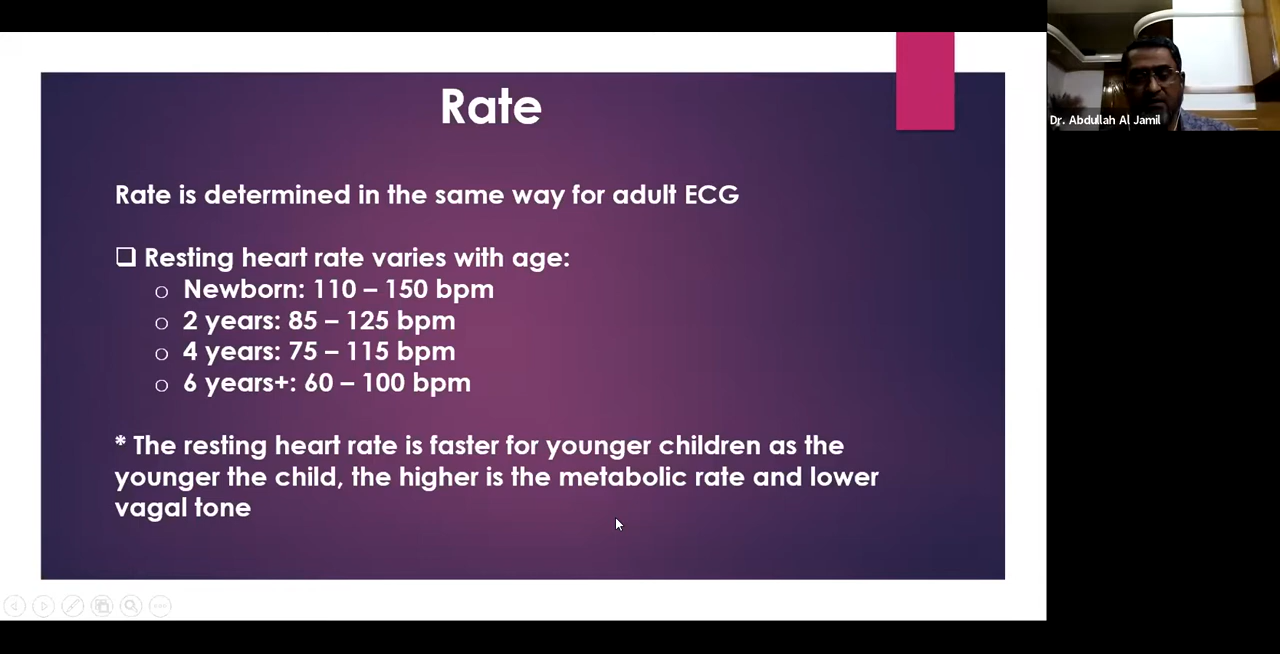 Rate
Rate is determined in the same way for adult ECG
❑ Resting heart rate varies with age:
o Newborn: 110 – 150 bpm
o 2 years: 85 – 125 bpm
o 4 years: 75 – 115 bpm
o 6 years+: 60 – 100 bpm
* The resting heart rate is faster for younger children as the
younger the child, the higher is the metabolic rate and lower
vagal tone
Dr. Abdullah Al Jamil